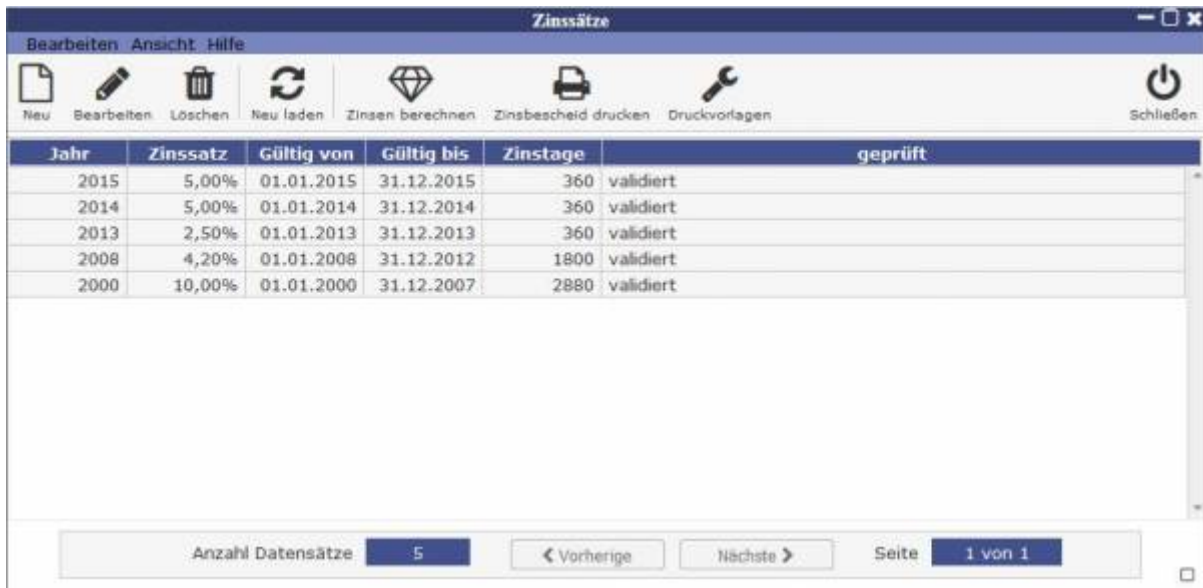 Zinssätze
Bearbeiten Ansicht Hilfe
Neu Bearbeiten Löschen Neu laden Zinsen berechnen Zinsbescheid drucken Druckvorlagen Schließen
Jahr Zinssatz Gültig von Gültig bis Zinstage geprüft
2015 5,00% 01.01.2015 31.12.2015 360 validiert
2014 5,00% 01.01.2014 31.12.2014 360 validiert
2013 2,50% 01.01.2013 31.12.2013 360 validiert
2008 4,20% 01.01.2008 31.12.2012 1800 validiert
2000 10,00% 01.01.2000 31.12.2007 2880 validiert
Anzahl Datensätze 5 Vorherige Nächste Seite 1 von 1